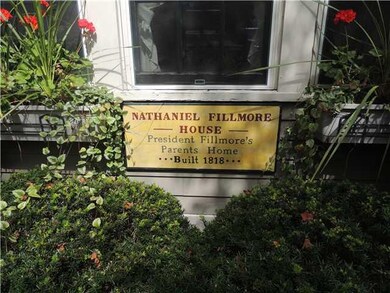 NATHANIEL FILLMORE
HOUSE —
President Fillmore's
Parents Home
•••Built 1818•••